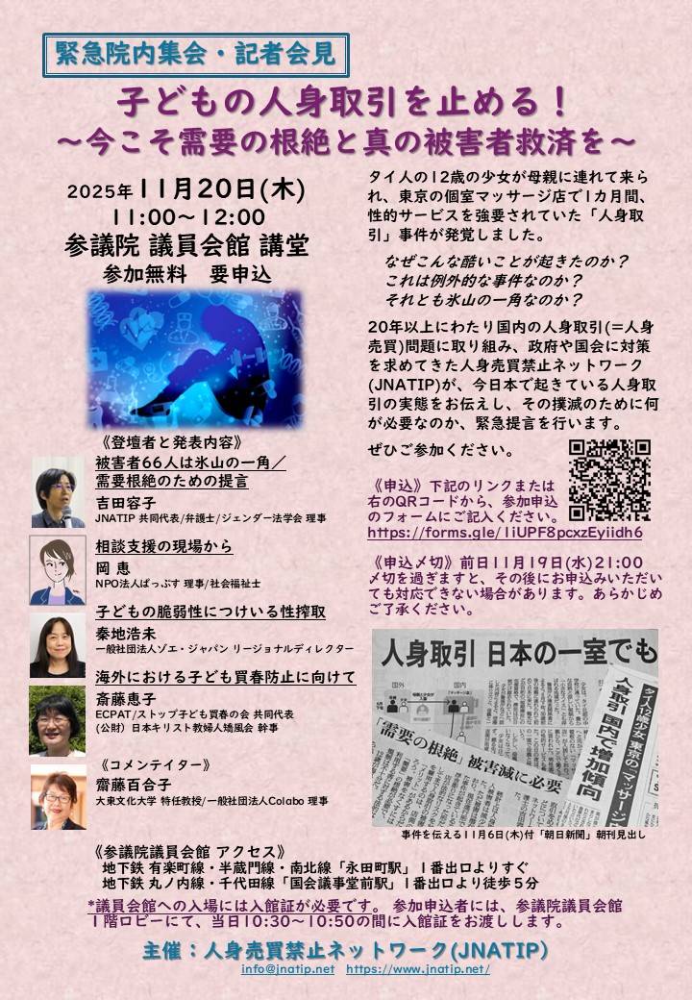 緊急院内集会・記者会見
子どもの人身取引を止める！
～今こそ需要の根絶と真の被害者救済を～
2025年11月20日(木)
11:00～12:00
参議院 議員会館 講堂
参加無料　要申込
《登壇者と発表内容》
被害者66人は氷山の一角／
需要根絶のための提言
吉田容子
JNATIP 共同代表/弁護士/ジェンダー法学会 理事
相談支援の現場から
岡 恵
NPO法人ぱっぷす 理事/社会福祉士
子どもの脆弱性につけいる性搾取
秦地浩未
一般社団法人ゾエ・ジャパン リージョナルディレクター
海外における子ども買春防止に向けて
斎藤恵子
ECPAT/ストップ子ども買春の会 共同代表
(公財) 日本キリスト教婦人矯風会 幹事
《コメンテイター》
齋藤百合子
大東文化大学 特任教授/一般社団法人Colabo 理事
タイ人の12歳の少女が母親に連れて来ら
れ、東京の個室マッサージ店で1カ月間、
性的サービスを強要されていた「人身取
引」事件が発覚しました。
なぜこんな酷いことが起きたのか？
これは例外的な事件なのか？
それとも氷山の一角なのか？
20年以上にわたり国内の人身取引(=人身
売買)問題に取り組み、政府や国会に対策
を求めてきた人身売買禁止ネットワーク
(JNATIP)が、今日本で起きている人身取
引の実態をお伝えし、その撲滅のために何
が必要なのか、緊急提言を行います。
ぜひご参加ください。
《申込》下記のリンクまたは
右のQRコードから、参加申込
のフォームにご記入ください。
https://forms.gle/1iUPF8pcxzEyiidh6
《申込〆切》前日11月19日(水)21:00
〆切を過ぎますと、その後にお申込みいただい
ても対応できない場合があります。あらかじめ
ご了承ください。
人身取引 日本の一室でも
国外
国内
「需要の根絶」被害減に必要
人身取引 国内で増加傾向
タイ人12歳少女 東京の「マッサージ
事件を伝える11月6日(木)付「朝日新聞」朝刊見出し
《参議院議員会館 アクセス》
地下鉄 有楽町線・半蔵門線・南北線「永田町駅」1番出口よりすぐ
地下鉄 丸ノ内線・千代田線「国会議事堂前駅」1番出口より徒歩５分
*議員会館への入場には入館証が必要です。 参加申込者には、参議院議員会館
１階ロビーにて、当日10:30～10:50の間に入館証をお渡しします。
主催：人身売買禁止ネットワーク(JNATIP)
info@jnatip.net https://www.jnatip.net/